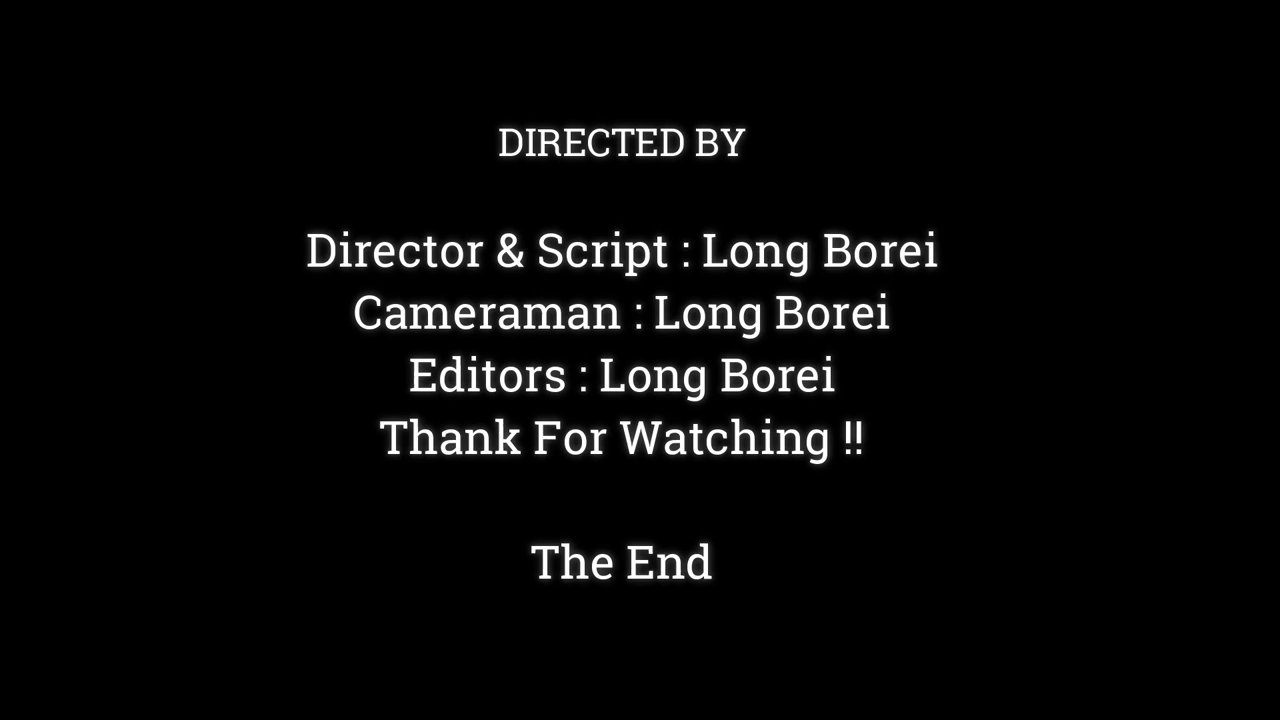 DIRECTED BY
Director & Script : Long Borei
Cameraman : Long Borei
Editors : Long Borei
Thank For Watching !!
The End